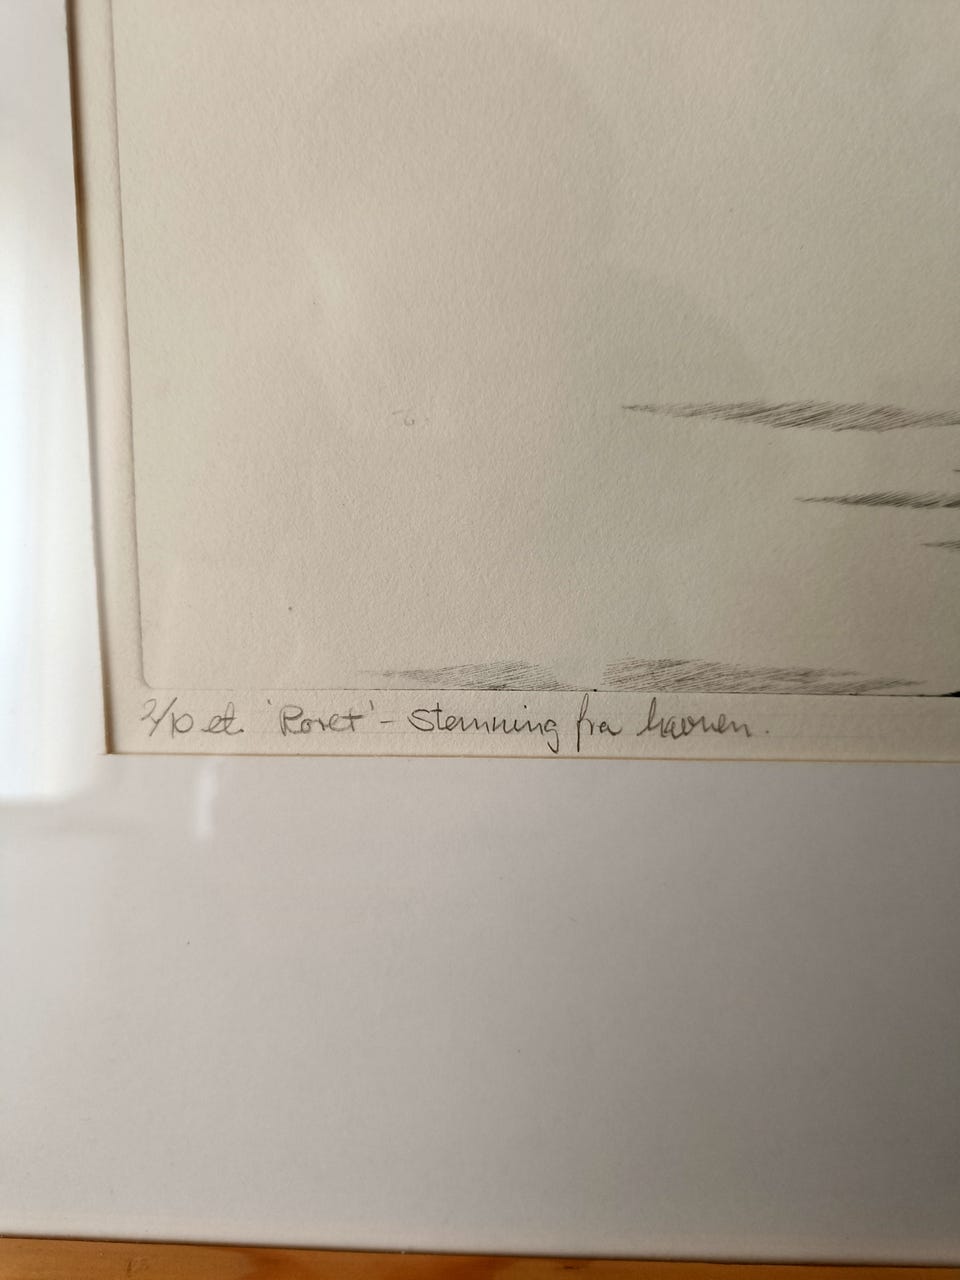 2/10 et. 'Roret' - Stemning fra havnen.